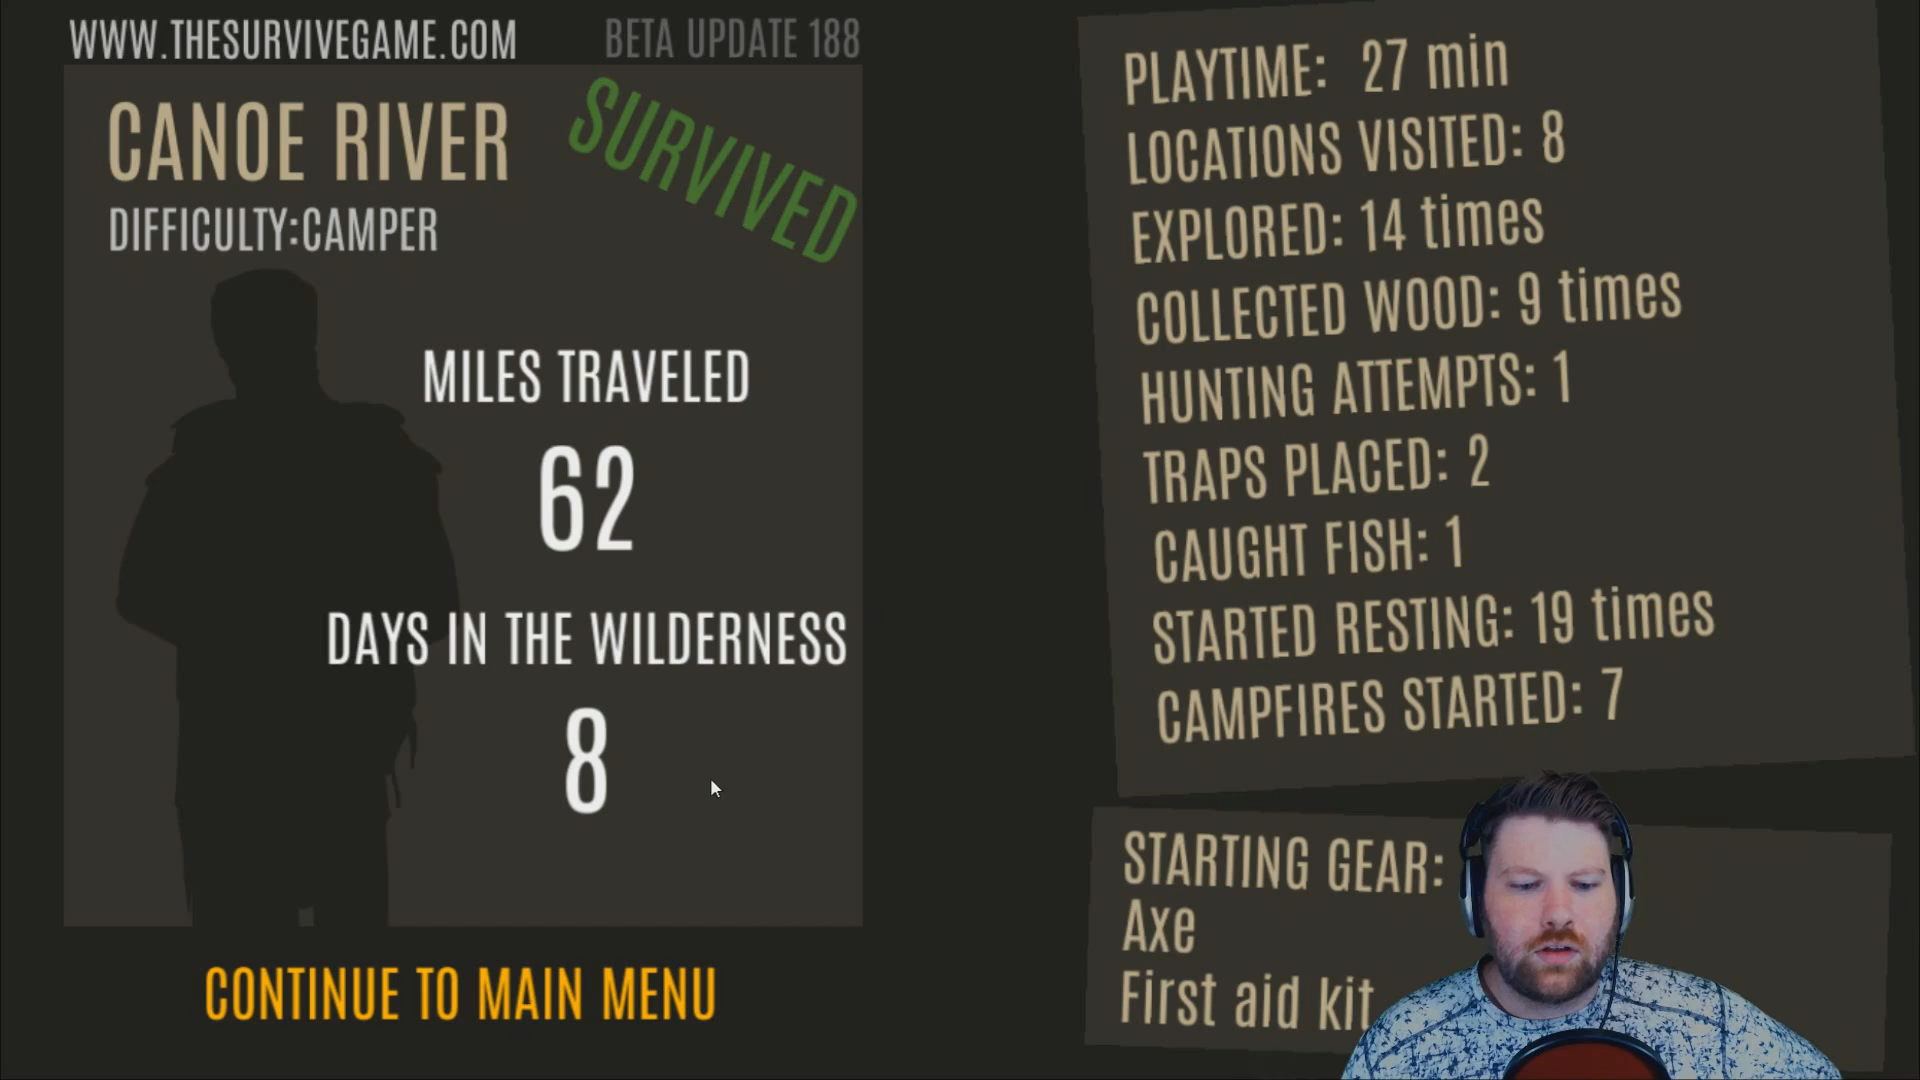 WWW.THESURVIVEGAME.COM
BETA UPDATE 188
CANOE RIVER
SURVIVED
DIFFICULTY:CAMPER
MILES TRAVELED
62
DAYS IN THE WILDERNESS
8
CONTINUE TO MAIN MENU
PLAYTIME: 27 min
LOCATIONS VISITED: 8
EXPLORED: 14 times
COLLECTED WOOD: 9 times
HUNTING ATTEMPTS: 1
TRAPS PLACED: 2
CAUGHT FISH: 1
STARTED RESTING: 19 times
CAMPFIRES STARTED: 7
STARTING GEAR:
Axe
First aid kit